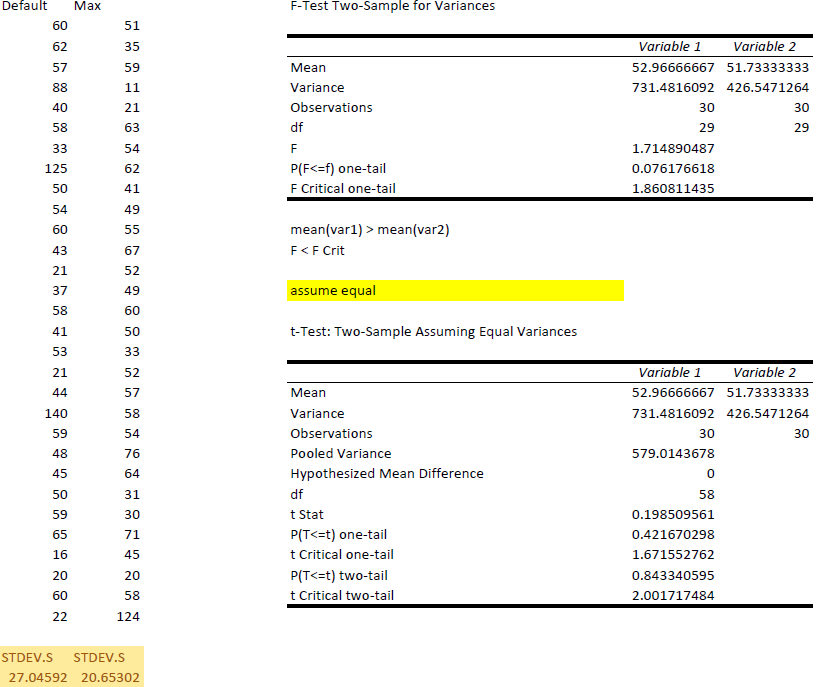 Default Max F-Test Two-Sample for Variances
60 51
62 35 Variable 1 Variable 2
57 59 Mean 52.96666667 51.73333333
88 11 Variance 731.4816092 426.5471264
40 21 Observations 30 30
58 63 df 29 29
33 54 F 1.714890487
125 62 P(F<=f) one-tail 0.076176618
50 41 F Critical one-tail 1.860811435
54 49
60 55 mean(var1) > mean(var2)
43 67 F < F Crit
21 52
37 49 assume equal
58 60
41 50 t-Test: Two-Sample Assuming Equal Variances
53 33
21 52 Variable 1 Variable 2
44 57 Mean 52.96666667 51.73333333
140 58 Variance 731.4816092 426.5471264
59 54 Observations 30 30
48 76 Pooled Variance 579.0143678
45 64 Hypothesized Mean Difference 0
50 31 df 58
59 30 t Stat 0.198509561
65 71 P(T<=t) one-tail 0.421670298
16 45 t Critical one-tail 1.671552762
20 20 P(T<=t) two-tail 0.843340595
60 58 t Critical two-tail 2.001717484
22 124
STDEV.S STDEV.S
27.04592 20.65302